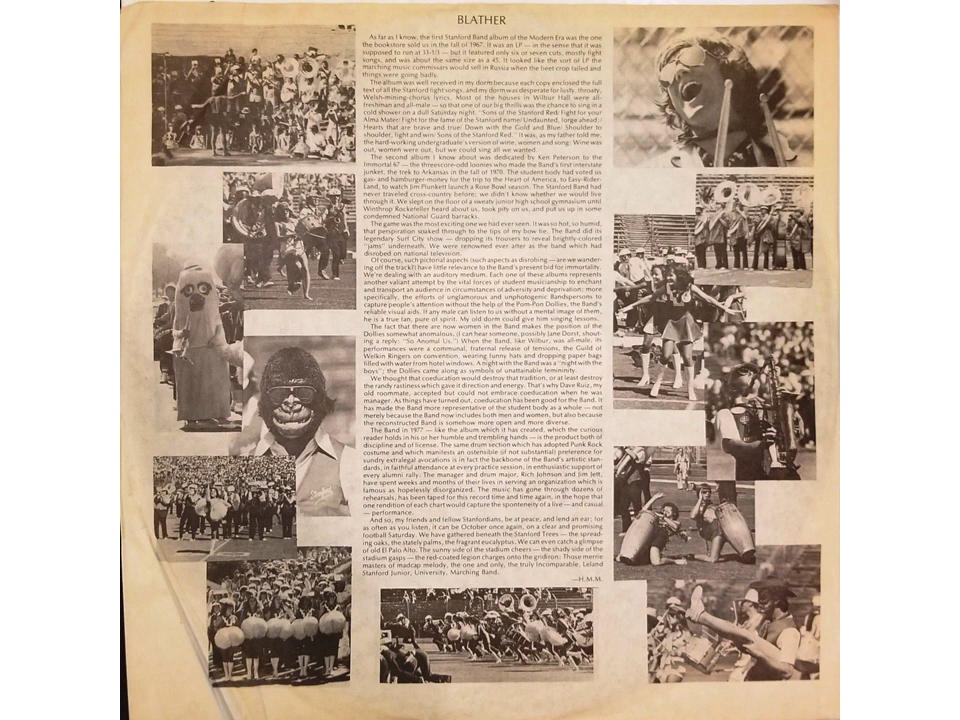 BLATHER
As far as I know, the first Stanford Band album of the Modern Era was the one
the bookstore sold us in the fall of 1967. It was an LP — in the sense that it was
supposed to run at 33-1/3 — but it featured only six or seven cuts, mostly fight
songs, and was about the same size as a 45. It looked like the sort of LP the
marching music commissars would sell in Russia when the beet crop failed and
things were going badly.
The album was well received in my dorm because each copy enclosed the full
text of all the Stanford fight songs, and my dorm was desperate for lusty, throaty,
Welsh-mining-chorus lyrics. Most of the houses in Wilbur Hall were all-
freshman and all-male — so that one of our big thrills was the chance to sing in a
cold shower on a dull Saturday night. "Sons of the Stanford Red/ Fight for your
Alma Mater/ Fight for the fame of the Stanford name/ Undaunted, forge ahead./
Hearts that are brave and true/ Down with the Gold and Blue/ Shoulder to
shoulder, fight and win/ Sons of the Stanford Red." It was, as my father told me,
the hard-working undergraduate's version of wine, women and song: Wine was
out, women were out, but we could sing all we wanted.
The second album I know about was dedicated by Ken Peterson to the
Immortal 67 — the threescore-odd loonies who made the Band's first interstate
junket, the trek to Arkansas in the fall of 1970. The student body had voted us
gas- and hamburger-money for the trip to the Heart of America, to Easy-Rider-
Land, to watch Jim Plunkett launch a Rose Bowl season. The Stanford Band had
never traveled cross-country before; we didn't know whether we would live
through it. We slept on the floor of a sweaty junior high school gymnasium until
Winthrop Rockefeller heard about us, took pity on us, and put us up in some
condemned National Guard barracks.
The game was the most exciting one we had ever seen. It was so hot, so humid,
that perspiration soaked through to the tips of my bow tie. The Band did its
legendary Surf City show — dropping its trousers to reveal brightly-colored
"jams" underneath. We were renowned ever after as the band which had
disrobed on national television.
Of course, such pictorial aspects (such aspects as disrobing — are we wander-
ing off the track?) have little relevance to the Band's present bid for immortality.
We're dealing with an auditory medium. Each one of these albums represents
another valiant attempt by the vital forces of student musicianship to enchant
and transport an audience in circumstances of adversity and deprivation; more
specifically, the efforts of unglamorous and unphotogenic Bandspersons to
capture people's attention without the help of the Pom-Pon Dollies, the Band's
reliable visual aids. If any male can listen to us without a mental image of them,
he is a true fan, pure of spirit. My old dorm could give him singing lessons.
The fact that there are now women in the Band makes the position of the
Dollies somewhat anomalous, (I can hear someone, possibly Jane Dorst, shout-
ing a reply: "So Anomal Us.") When the Band, like Wilbur, was all-male, its
performances were a communal, fraternal release of tensions, the Guild of
Welkin Ringers on convention, wearing funny hats and dropping paper bags
filled with water from hotel windows. A night with the Band was a "night with the
boys"; the Dollies came along as symbols of unattainable femininity.
We thought that coeducation would destroy that tradition, or at least destroy
the randy rastiness which gave it direction and energy. That's why Dave Ruiz, my
old roommate, accepted but could not embrace coeducation when he was
manager. As things have turned out, coeducation has been good for the Band. It
has made the Band more representative of the student body as a whole — not
merely because the Band now includes both men and women, but also because
the reconstructed Band is somehow more open and more diverse.
The Band in 1977 — like the album which it has created, which the curious
reader holds in his or her humble and trembling hands — is the product both of
discipline and of license. The same drum section which has adopted Punk Rock
costume and which manifests an ostensible (if not substantial) preference for
sundry extralegal avocations is in fact the backbone of the Band's artistic stan-
dards, in faithful attendance at every practice session, in enthusiastic support of
every alumni rally. The manager and drum major, Rich Johnson and Jim Jett,
have spent weeks and months of their lives in serving an organization which is
famous as hopelessly disorganized. The music has gone through dozens of
rehearsals, has been taped for this record time and time again, in the hope that
one rendition of each chart would capture the spontaneity of a live — and casual
— performance.
And so, my friends and fellow Stanfordians, be at peace, and lend an ear; for
as often as you listen, it can be October once again, on a clear and promising
football Saturday. We have gathered beneath the Stanford Trees — the spread-
ing oaks, the stately palms, the fragrant eucalyptus. We can even catch a glimpse
of old El Palo Alto. The sunny side of the stadium cheers — the shady side of the
stadium gasps — the red-coated legion charges onto the gridiron: Those merrie
masters of madcap melody, the one and only, the truly Incomparable, Leland
Stanford Junior, University, Marching Band.
—H.M.M.